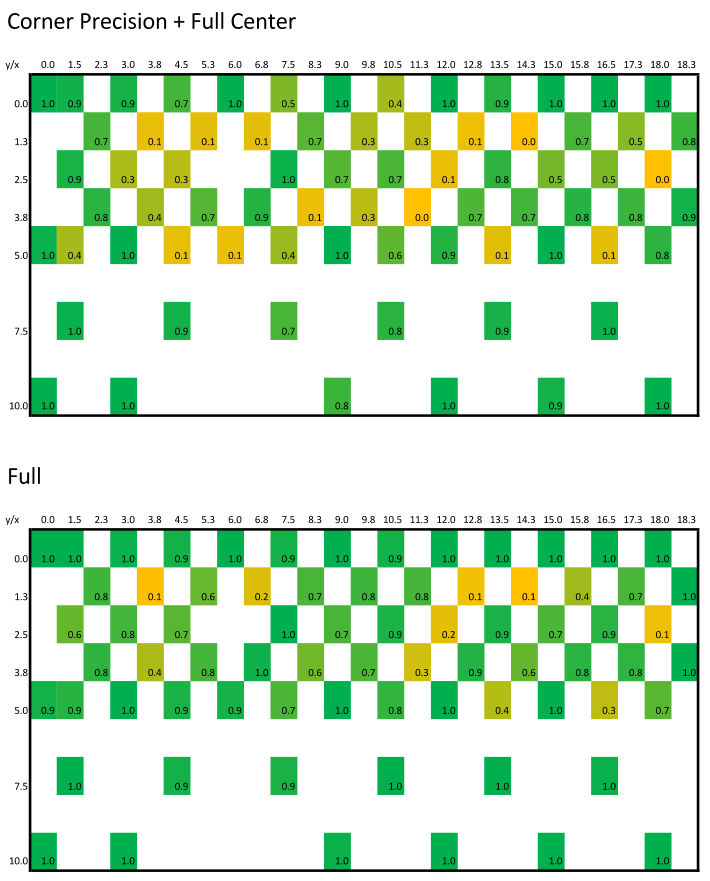 Corner Precision + Full Center
y/x 0.0 1.5 2.3 3.0 3.8 4.5 5.3 6.0 6.8 7.5 8.3 9.0 9.8 10.5 11.3 12.0 12.8 13.5 14.3 15.0 15.8 16.5 17.3 18.0 18.3
0.0 1.0 0.9 0.9 0.7 1.0 0.5 1.0 0.4 1.0 0.9 1.0 1.0 1.0
1.3 0.7 0.1 0.1 0.1 0.7 0.3 0.3 0.1 0.0 0.7 0.5 0.8
2.5 0.9 0.3 0.3 1.0 0.7 0.7 0.1 0.8 0.5 0.5 0.0
3.8 0.8 0.4 0.7 0.9 0.1 0.3 0.0 0.7 0.7 0.8 0.8 0.9
5.0 1.0 0.4 1.0 0.1 0.1 0.4 1.0 0.6 0.9 0.1 1.0 0.1 0.8
7.5 1.0 0.9 0.7 0.8 0.9 1.0
10.0 1.0 1.0 0.8 1.0 0.9 1.0
Full
y/x 0.0 1.5 2.3 3.0 3.8 4.5 5.3 6.0 6.8 7.5 8.3 9.0 9.8 10.5 11.3 12.0 12.8 13.5 14.3 15.0 15.8 16.5 17.3 18.0 18.3
0.0 1.0 1.0 1.0 0.9 1.0 0.9 1.0 0.9 1.0 1.0 1.0 1.0 1.0
1.3 0.8 0.1 0.6 0.2 0.7 0.8 0.8 0.1 0.1 0.4 0.7 1.0
2.5 0.6 0.8 0.7 1.0 0.7 0.9 0.2 0.9 0.7 0.9 0.1
3.8 0.8 0.4 0.8 1.0 0.6 0.7 0.3 0.9 0.6 0.8 0.8 1.0
5.0 0.9 0.9 1.0 0.9 0.9 0.7 1.0 0.8 1.0 0.4 1.0 0.3 0.7
7.5 1.0 0.9 0.9 1.0 1.0 1.0
10.0 1.0 1.0 1.0 1.0 1.0 1.0